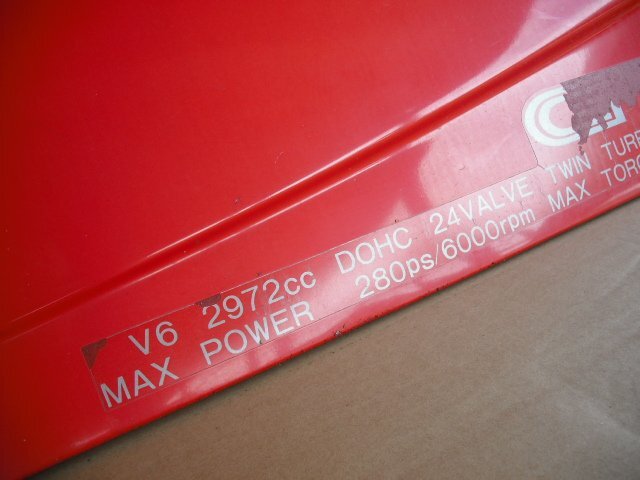 V6 2972cc DOHC 24VALVE TWIN TURB
MAX POWER 280ps/6000rpm MAX TORQ